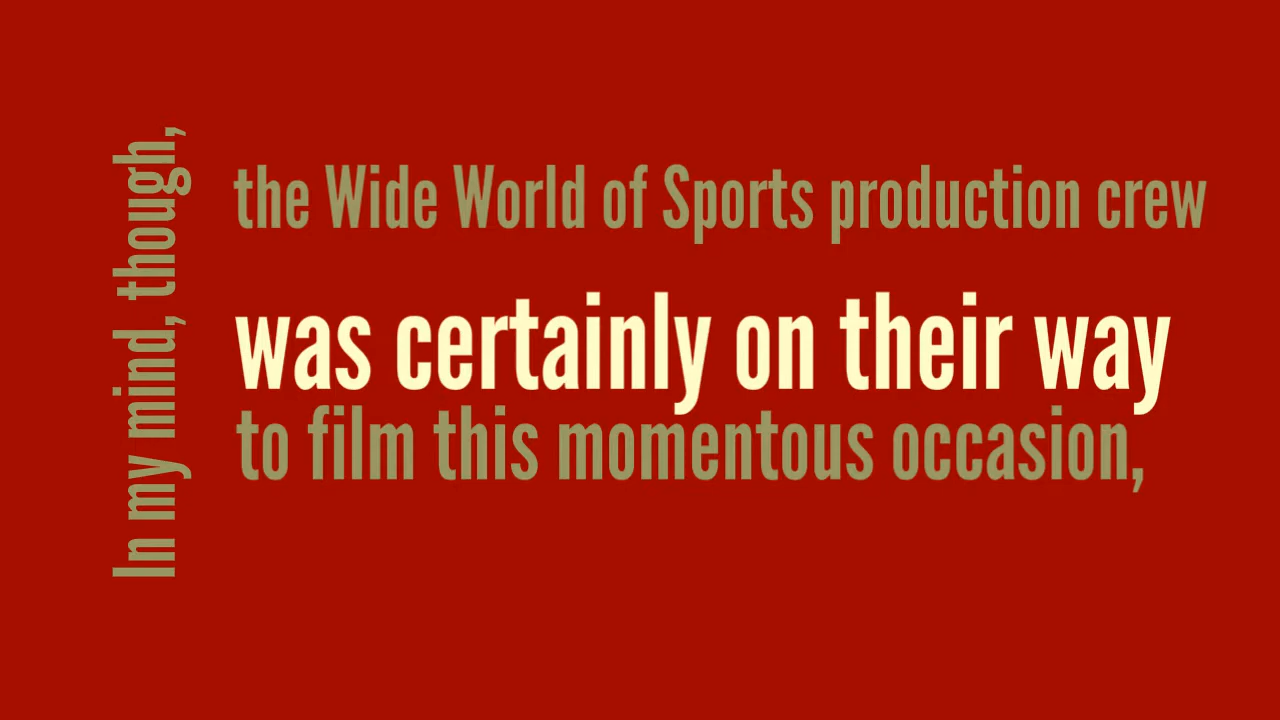 In my mind, though,
the Wide World of Sports production crew
was certainly on their way
to film this momentous occasion,